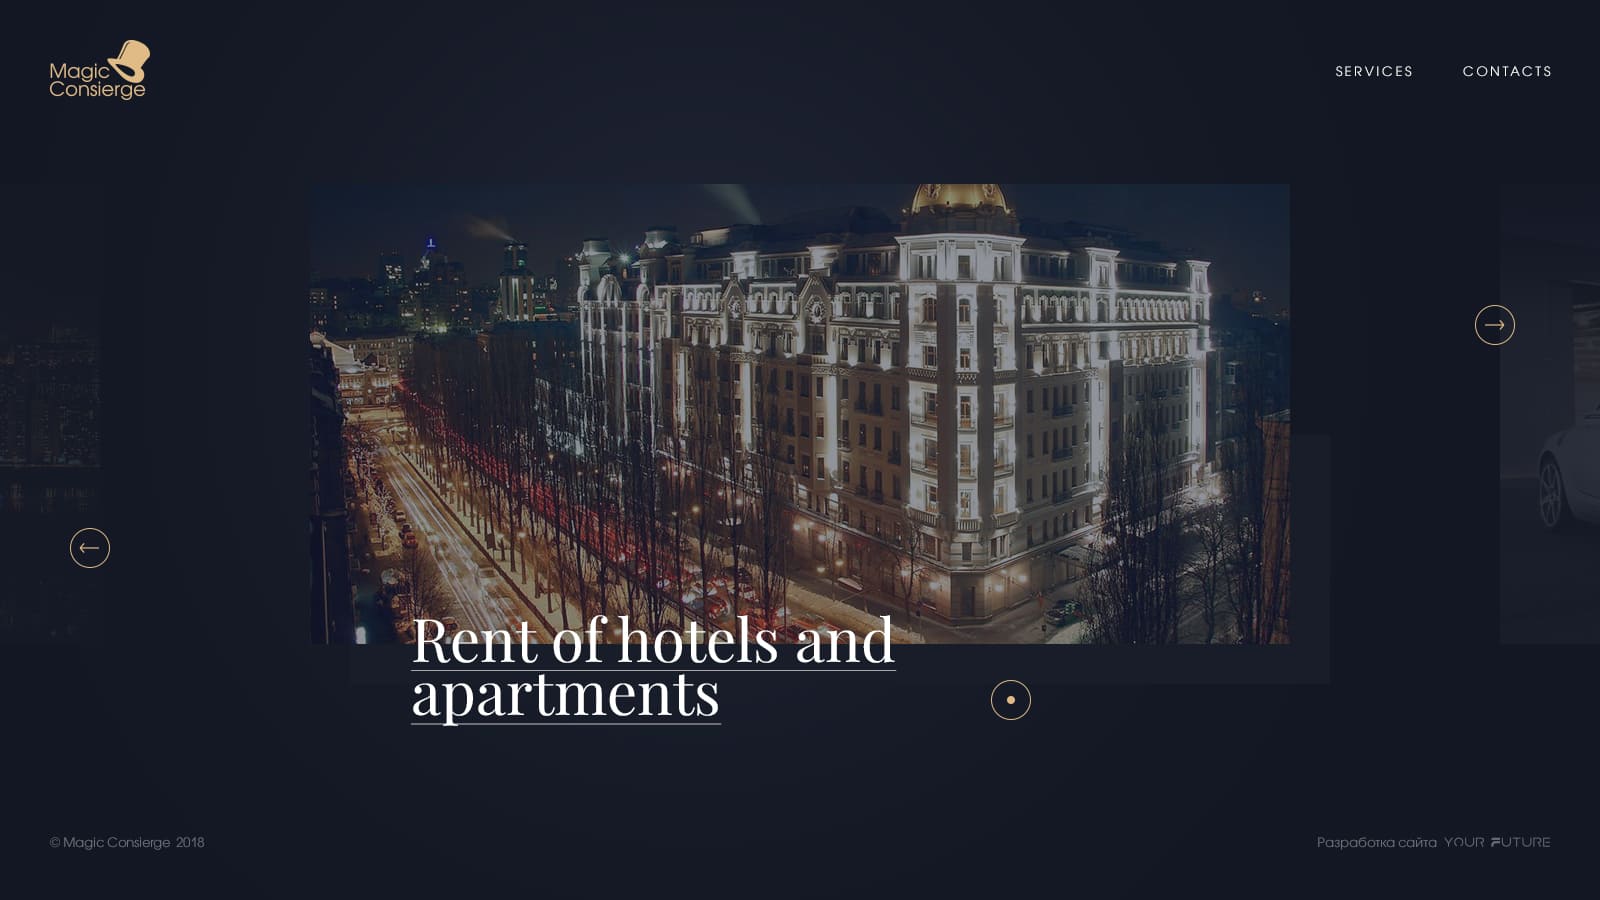 Magic
Consierge
SERVICES
CONTACTS
Rent of hotels and
apartments
© Magic Consierge 2018
Разработка сайта YOUR FUTURE